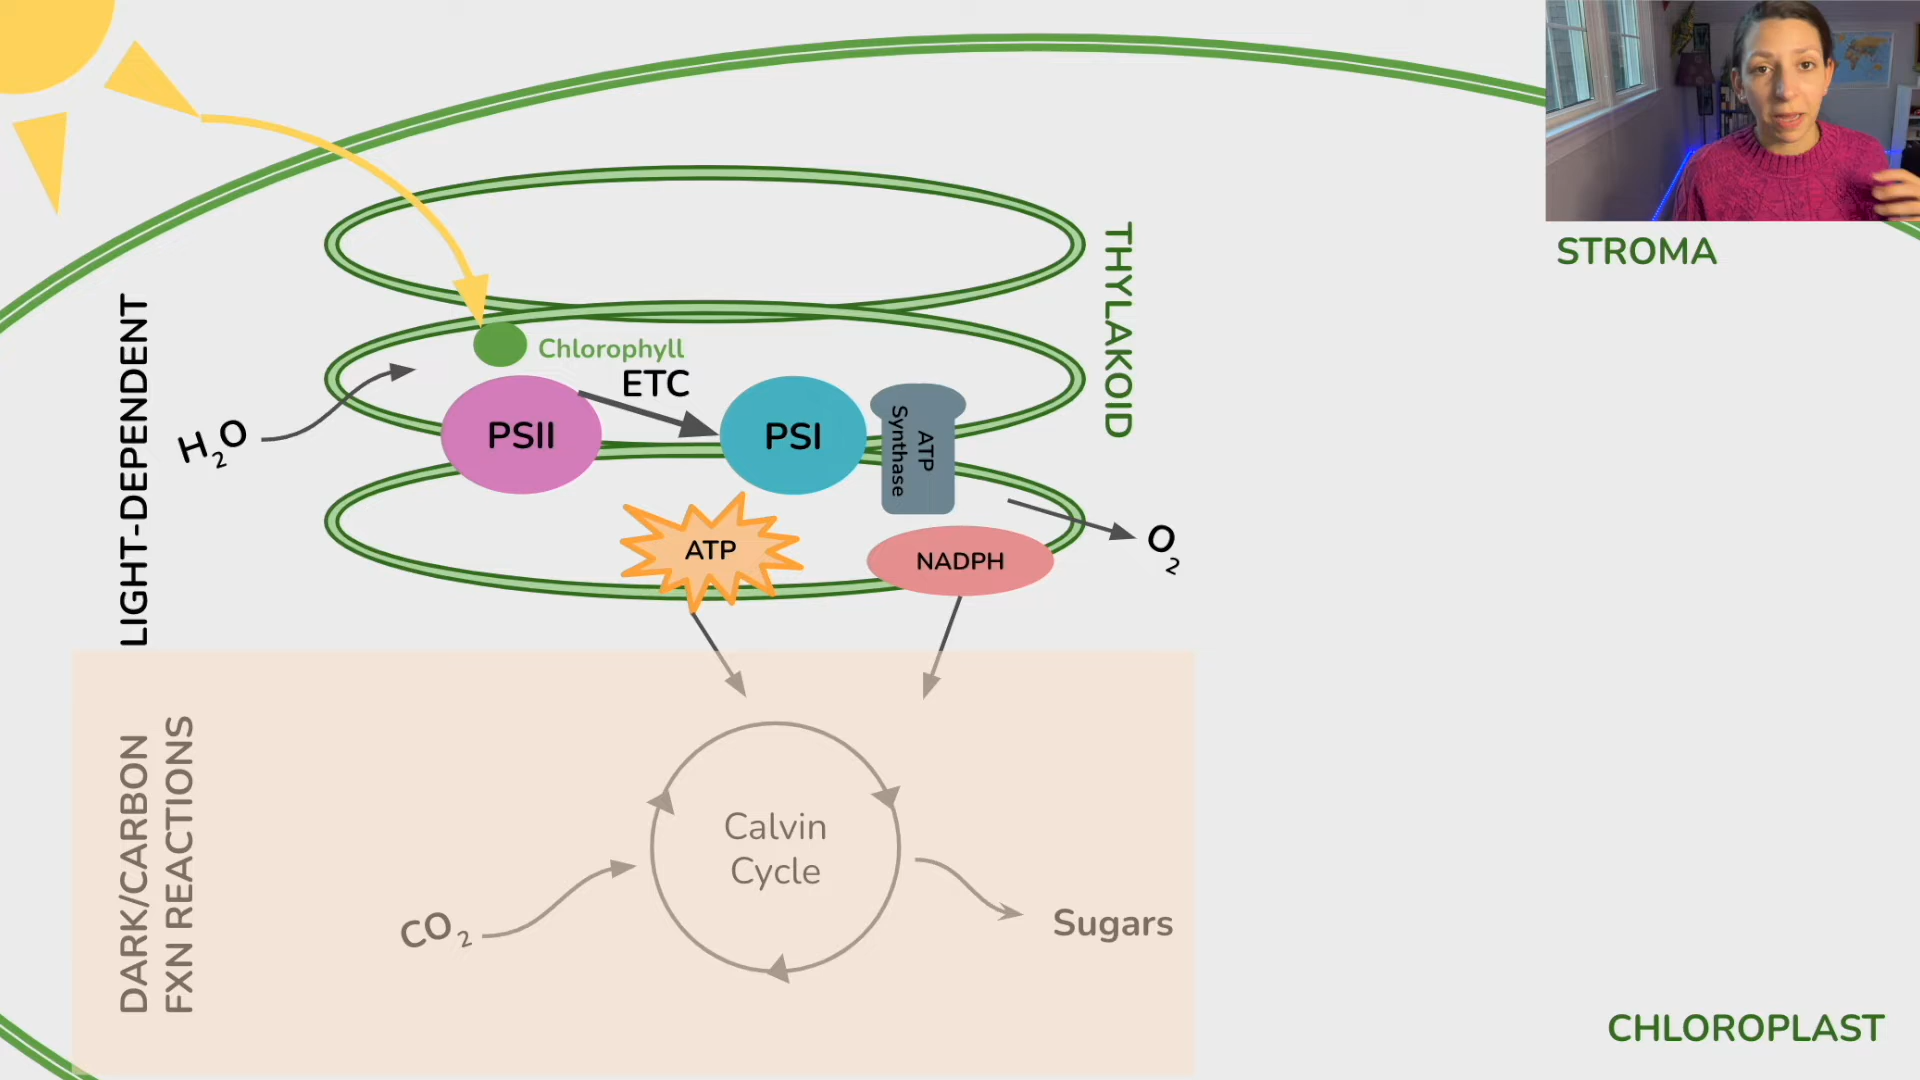 STROMA
THYLAKOID
LIGHT-DEPENDENT
Chlorophyll
ETC
H2O
PSII
PSI
ATP
Synthase
O2
ATP
NADPH
DARK/CARBON
FXN REACTIONS
Calvin
Cycle
CO2
Sugars
CHLOROPLAST